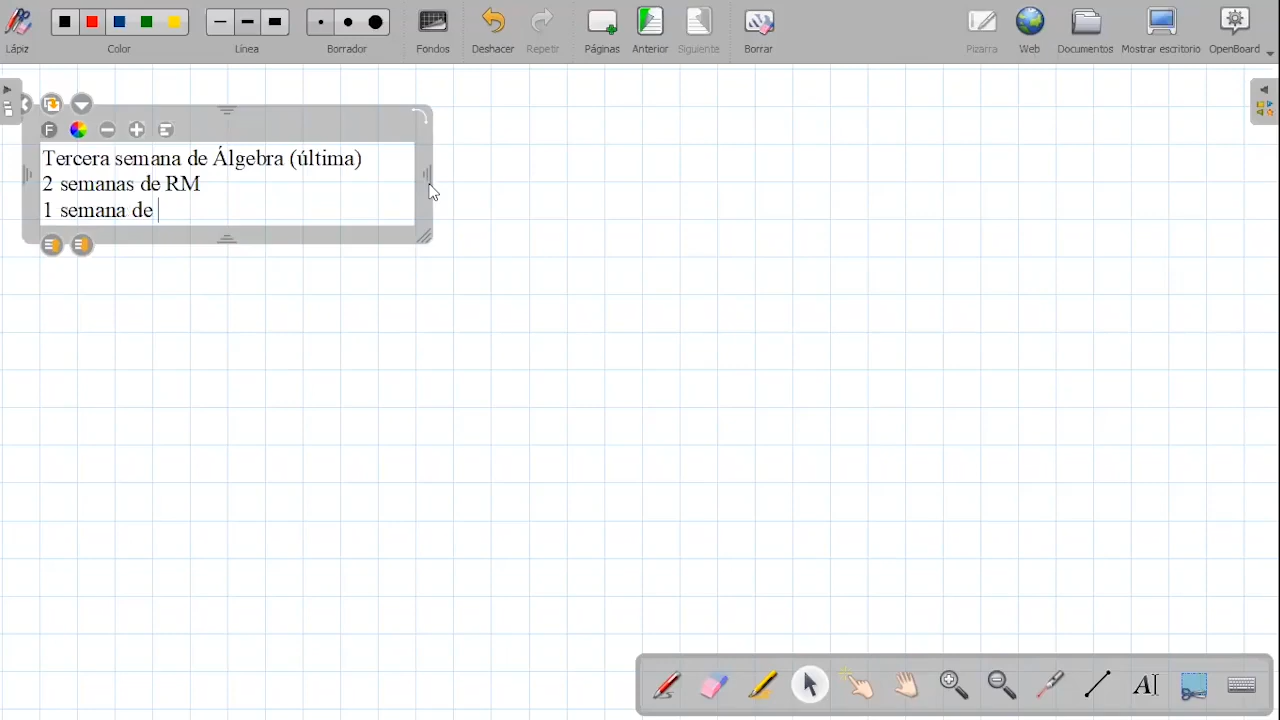 Lápiz
Color
Línea
Borrador
Fondos
Deshacer
Repetir
Páginas
Anterior
Siguiente
Borrar
Pizarra
Web
Documentos
Mostrar escritorio
OpenBoard
F
Tercera semana de Álgebra (última)
2 semanas de RM
1 semana de